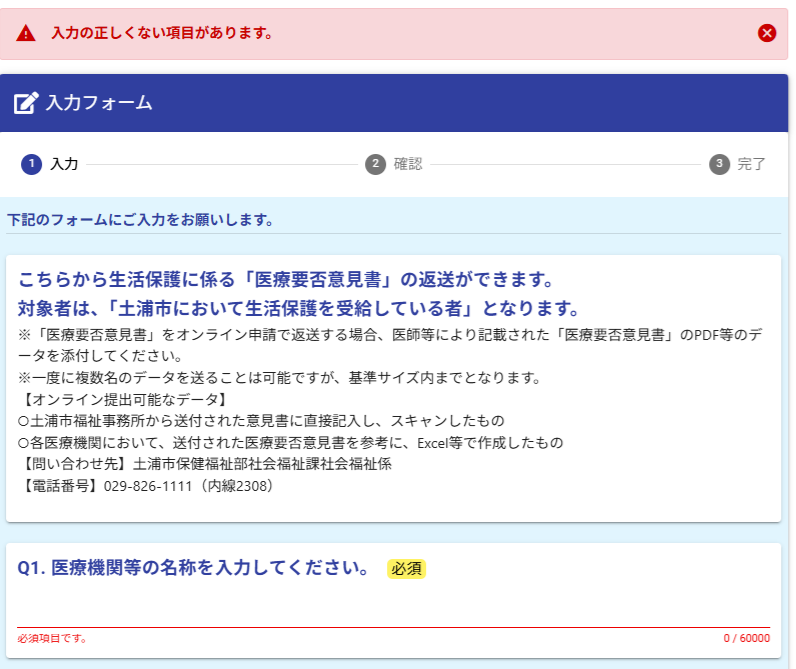 入力の正しくない項目があります。
入力フォーム
1 入力 2 確認 3 完了
下記のフォームにご入力をお願いします。
こちらから生活保護に係る「医療要否意見書」の返送ができます。
対象者は、「土浦市において生活保護を受給している者」となります。
※「医療要否意見書」をオンライン申請で返送する場合、医師等により記載された「医療要否意見書」のPDF等のデ
ータを添付してください。
※一度に複数名のデータを送ることは可能ですが、基準サイズ内までとなります。
【オンライン提出可能なデータ】
○土浦市福祉事務所から送付された意見書に直接記入し、スキャンしたもの
○各医療機関において、送付された医療要否意見書を参考に、Excel等で作成したもの
【問い合わせ先】土浦市保健福祉部社会福祉課社会福祉係
【電話番号】029-826-1111（内線2308）
Q1. 医療機関等の名称を入力してください。 必須
必須項目です。 0 / 60000